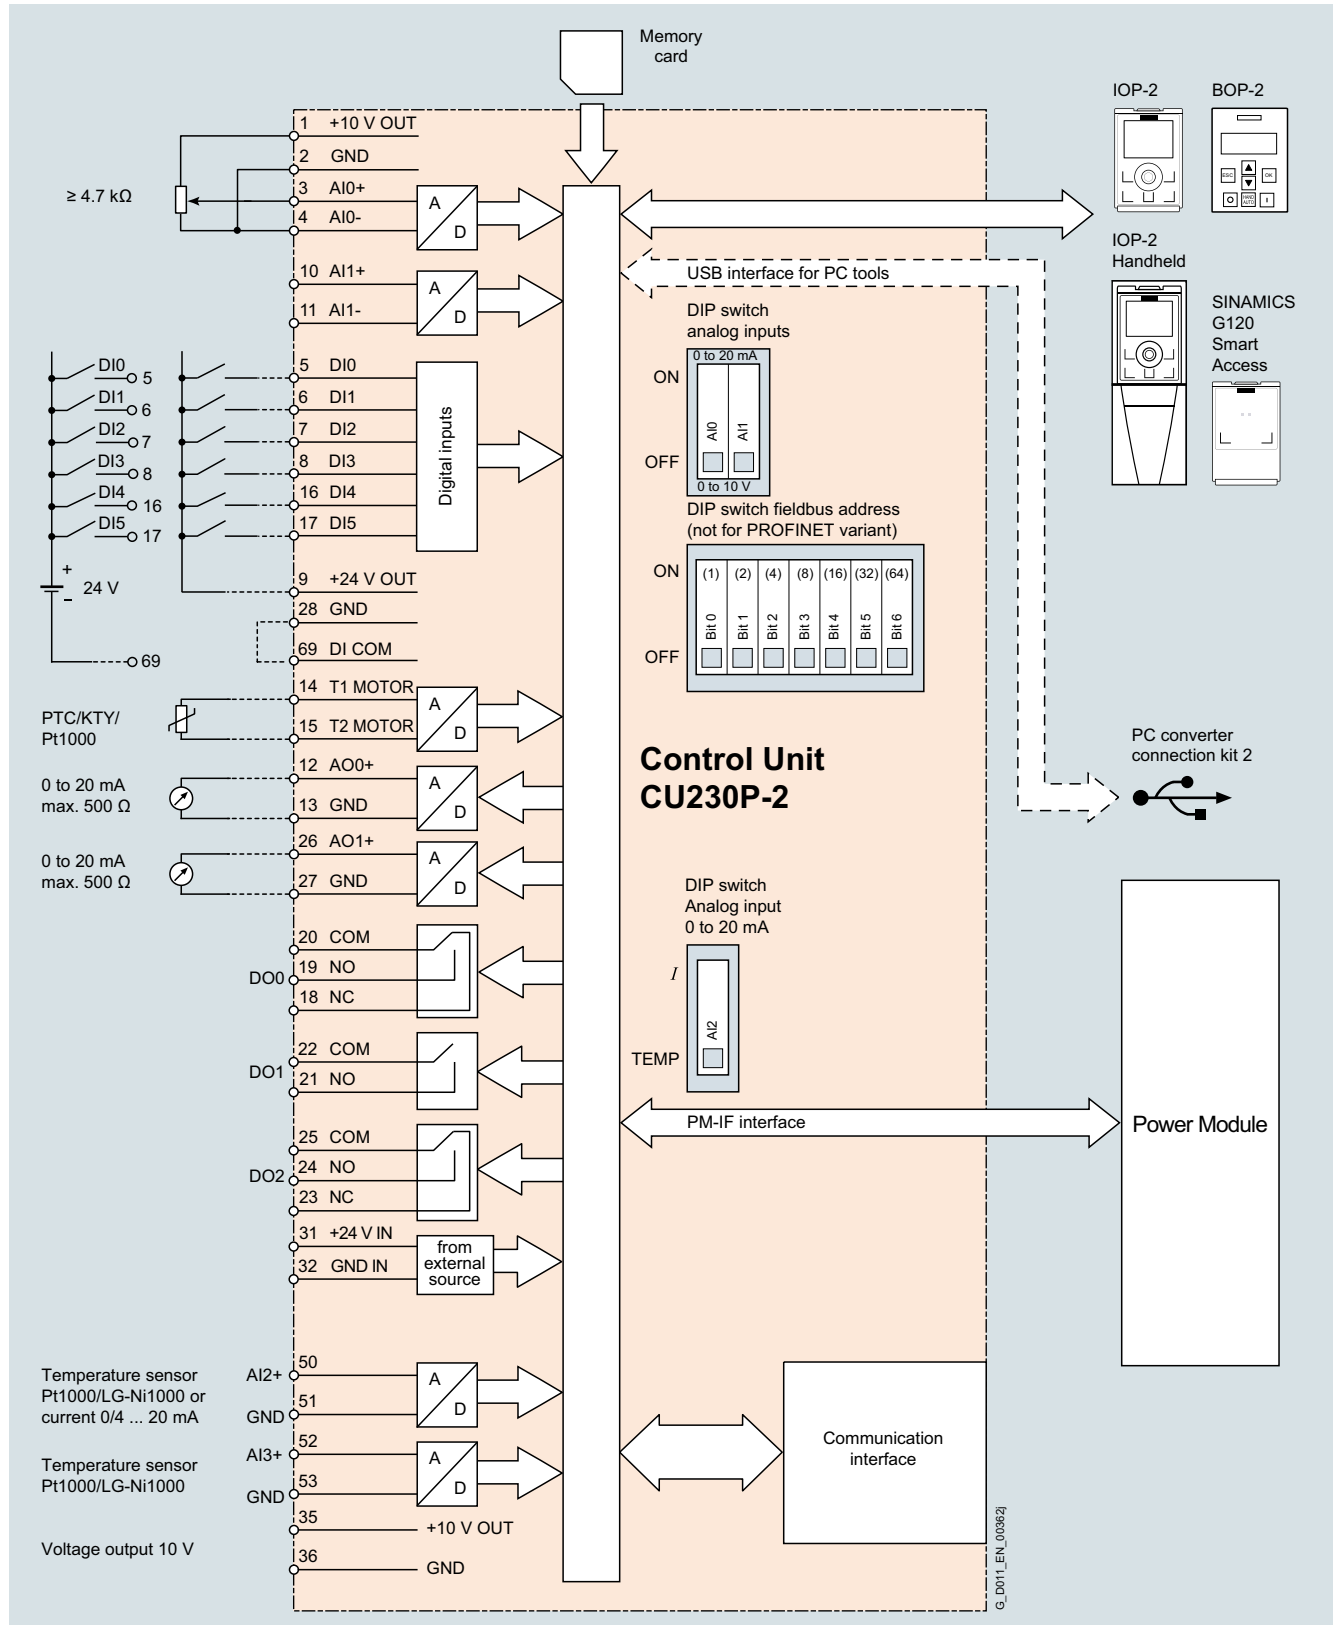 Memory
card
IOP-2
BOP-2
ESC
OK
HAND
AUTO
O
I
1 +10 V OUT
2 GND
≥ 4.7 kΩ
3 AI0+
4 AI0-
A
D
10 AI1+
11 AI1-
A
D
USB interface for PC tools
IOP-2
Handheld
SINAMICS
G120
Smart
Access
DIP switch
analog inputs
0 to 20 mA
ON
AI0
AI1
OFF
0 to 10 V
DI0 5
DI1 6
DI2 7
DI3 8
DI4 16
DI5 17
5 DI0
6 DI1
7 DI2
8 DI3
16 DI4
17 DI5
Digital inputs
DIP switch fieldbus address
(not for PROFINET variant)
ON
(1) (2) (4) (8) (16) (32) (64)
Bit 0 Bit 1 Bit 2 Bit 3 Bit 4 Bit 5 Bit 6
OFF
+
24 V
–
69
9 +24 V OUT
28 GND
69 DI COM
PTC/KTY/
Pt1000
14 T1 MOTOR
15 T2 MOTOR
A
D
Control Unit
CU230P-2
PC converter
connection kit 2
0 to 20 mA
max. 500 Ω
12 AO0+
13 GND
A
D
0 to 20 mA
max. 500 Ω
26 AO1+
27 GND
A
D
DIP switch
Analog input
0 to 20 mA
I
AI2
TEMP
DO0
20 COM
19 NO
18 NC
DO1
22 COM
21 NO
PM-IF interface
Power Module
DO2
25 COM
24 NO
23 NC
31 +24 V IN
32 GND IN
from
external
source
Temperature sensor
Pt1000/LG-Ni1000 or
current 0/4 ... 20 mA
AI2+ 50
GND 51
A
D
Temperature sensor
Pt1000/LG-Ni1000
AI3+ 52
GND 53
A
D
Communication
interface
Voltage output 10 V
35 +10 V OUT
36 GND
G_D011_EN_00362j